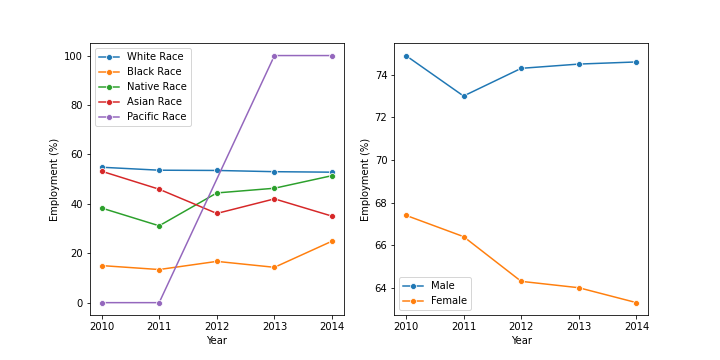 100
80
60
40
20
0
Employment (%)
White Race
Black Race
Native Race
Asian Race
Pacific Race
2010 2011 2012 2013 2014
Year
74
72
70
68
66
64
Employment (%)
Male
Female
2010 2011 2012 2013 2014
Year